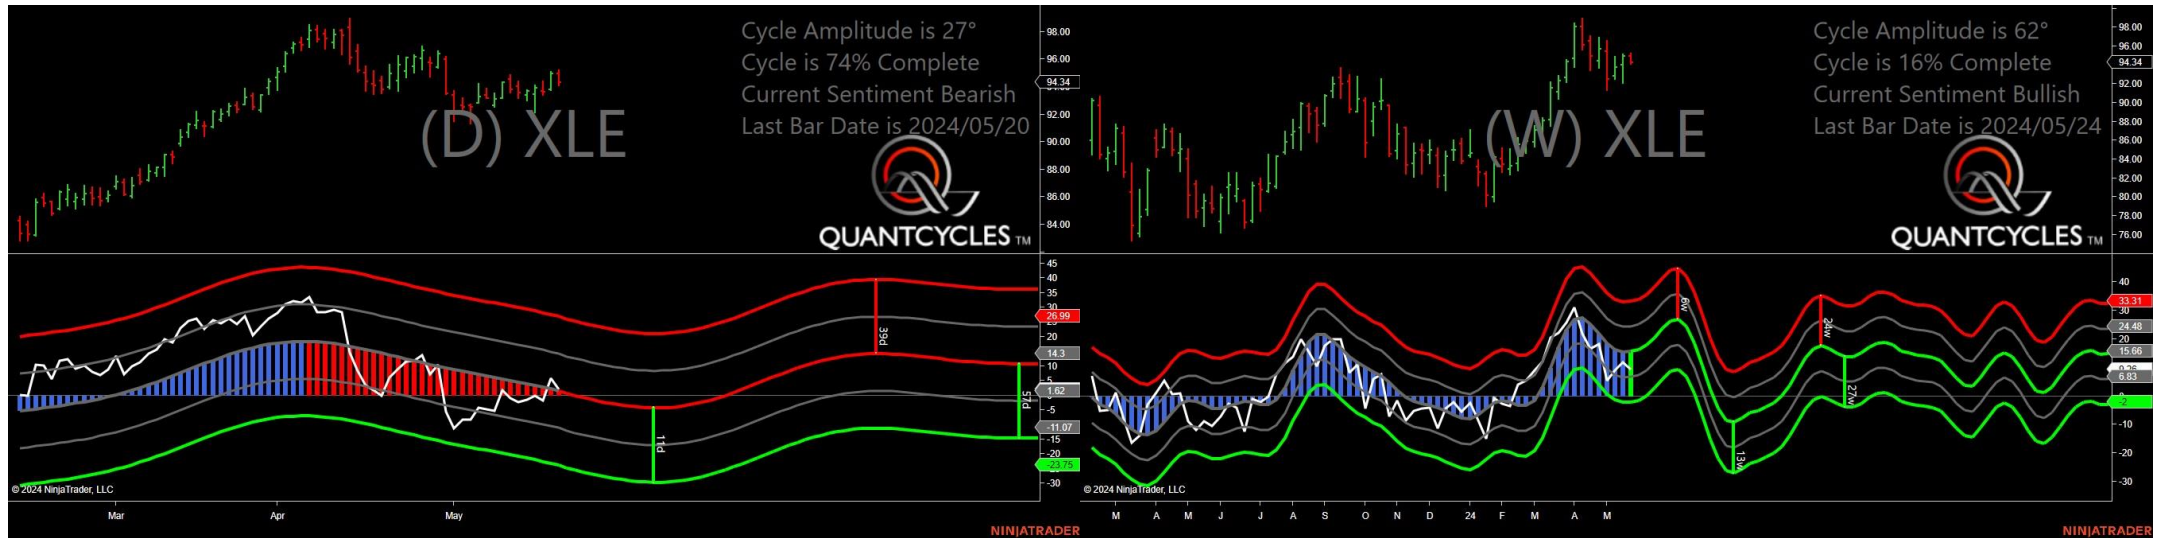 Cycle Amplitude is 27°
Cycle is 74% Complete
Current Sentiment Bearish
Last Bar Date is 2024/05/20
(D) XLE
QUANTCYCLES TM
98.00
96.00
94.34
92.00
90.00
88.00
86.00
84.00
45
40
35
30
26.99
20
14.3
10
5
1.62
-5
-11.07
-15
-20
-23.75
-30
39d
11d
57d
© 2024 NinjaTrader, LLC
Mar Apr May
NINJATRADER
Cycle Amplitude is 62°
Cycle is 16% Complete
Current Sentiment Bullish
Last Bar Date is 2024/05/24
(W) XLE
QUANTCYCLES TM
98.00
96.00
94.34
92.00
90.00
88.00
86.00
84.00
82.00
80.00
78.00
76.00
40
33.31
30
24.48
20
15.66
6.83
-2
-10
-20
-30
6w
13w
24w
27w
© 2024 NinjaTrader, LLC
M A M J J A S O N D 24 F M A M
NINJATRADER